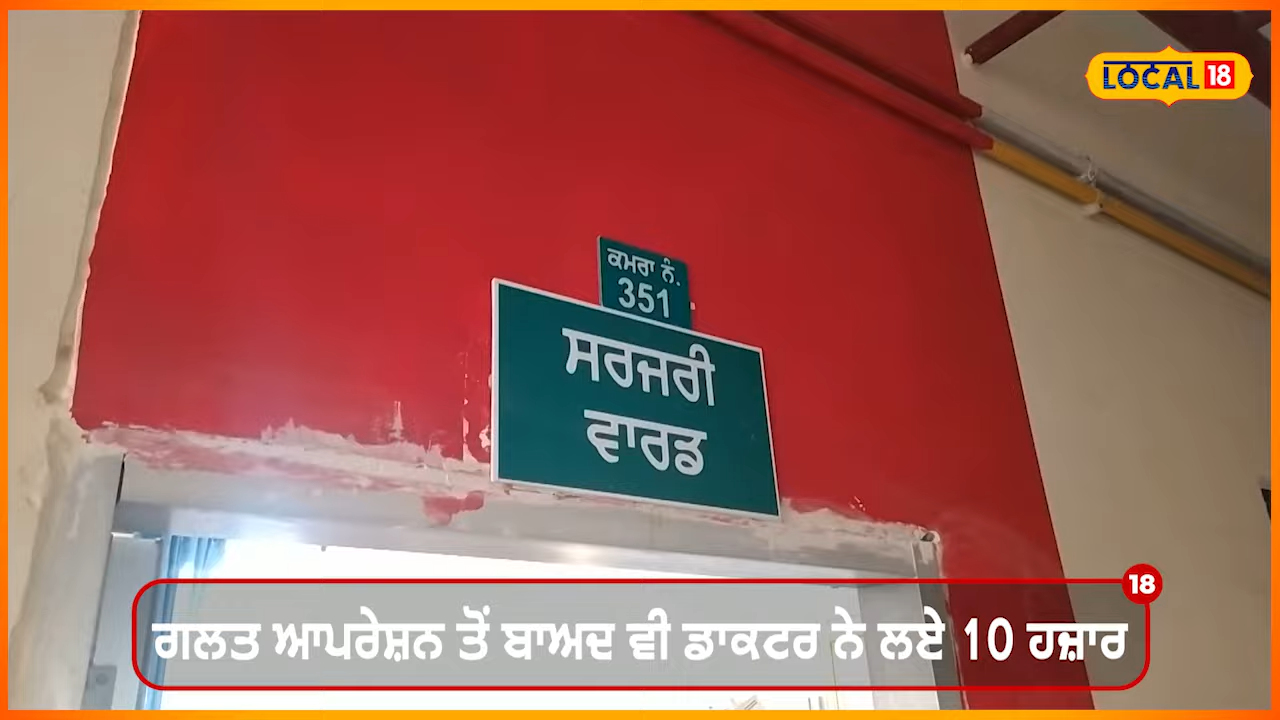 LOCAL 18
ਕਮਰਾ ਨੰ.
351
ਸਰਜਰੀ
ਵਾਰਡ
18
ਗਲਤ ਆਪਰੇਸ਼ਨ ਤੋਂ ਬਾਅਦ ਵੀ ਡਾਕਟਰ ਨੇ ਲਏ 10 ਹਜ਼ਾਰ